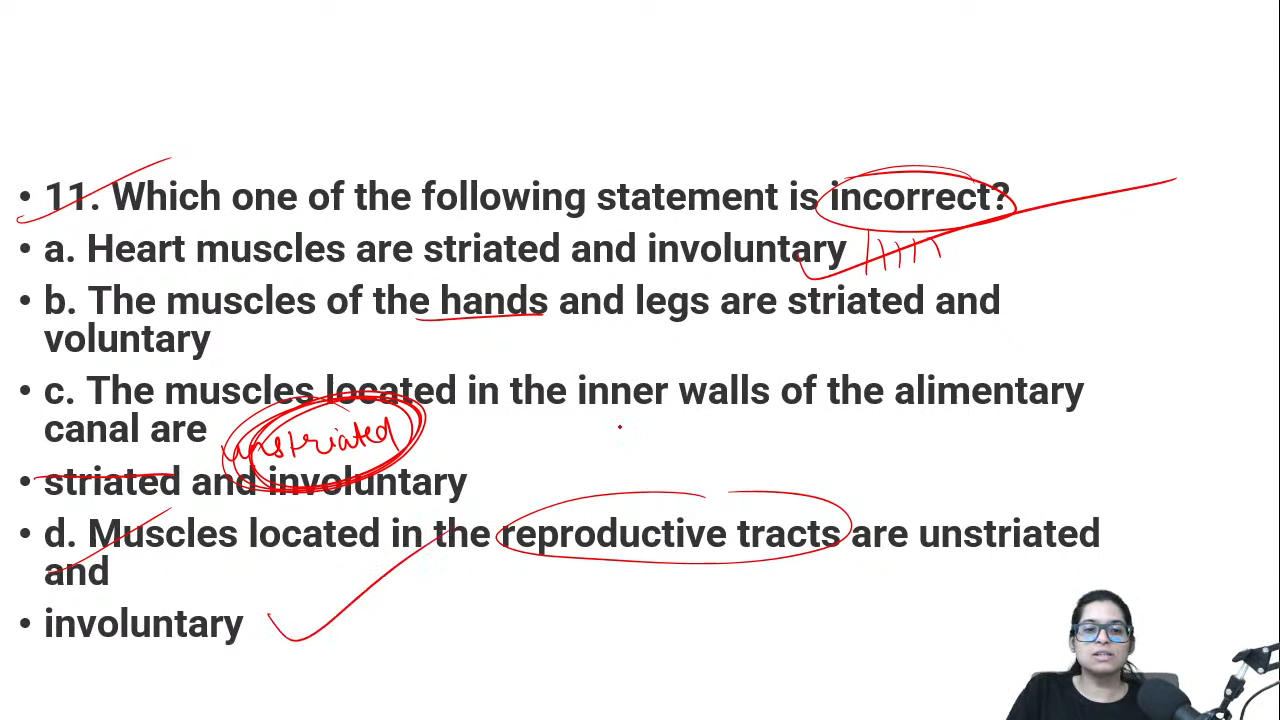 • 11. Which one of the following statement is incorrect?
• a. Heart muscles are striated and involuntary
• b. The muscles of the hands and legs are striated and
voluntary
• c. The muscles located in the inner walls of the alimentary
canal are
unstriated
• striated and involuntary
• d. Muscles located in the reproductive tracts are unstriated
and
• involuntary